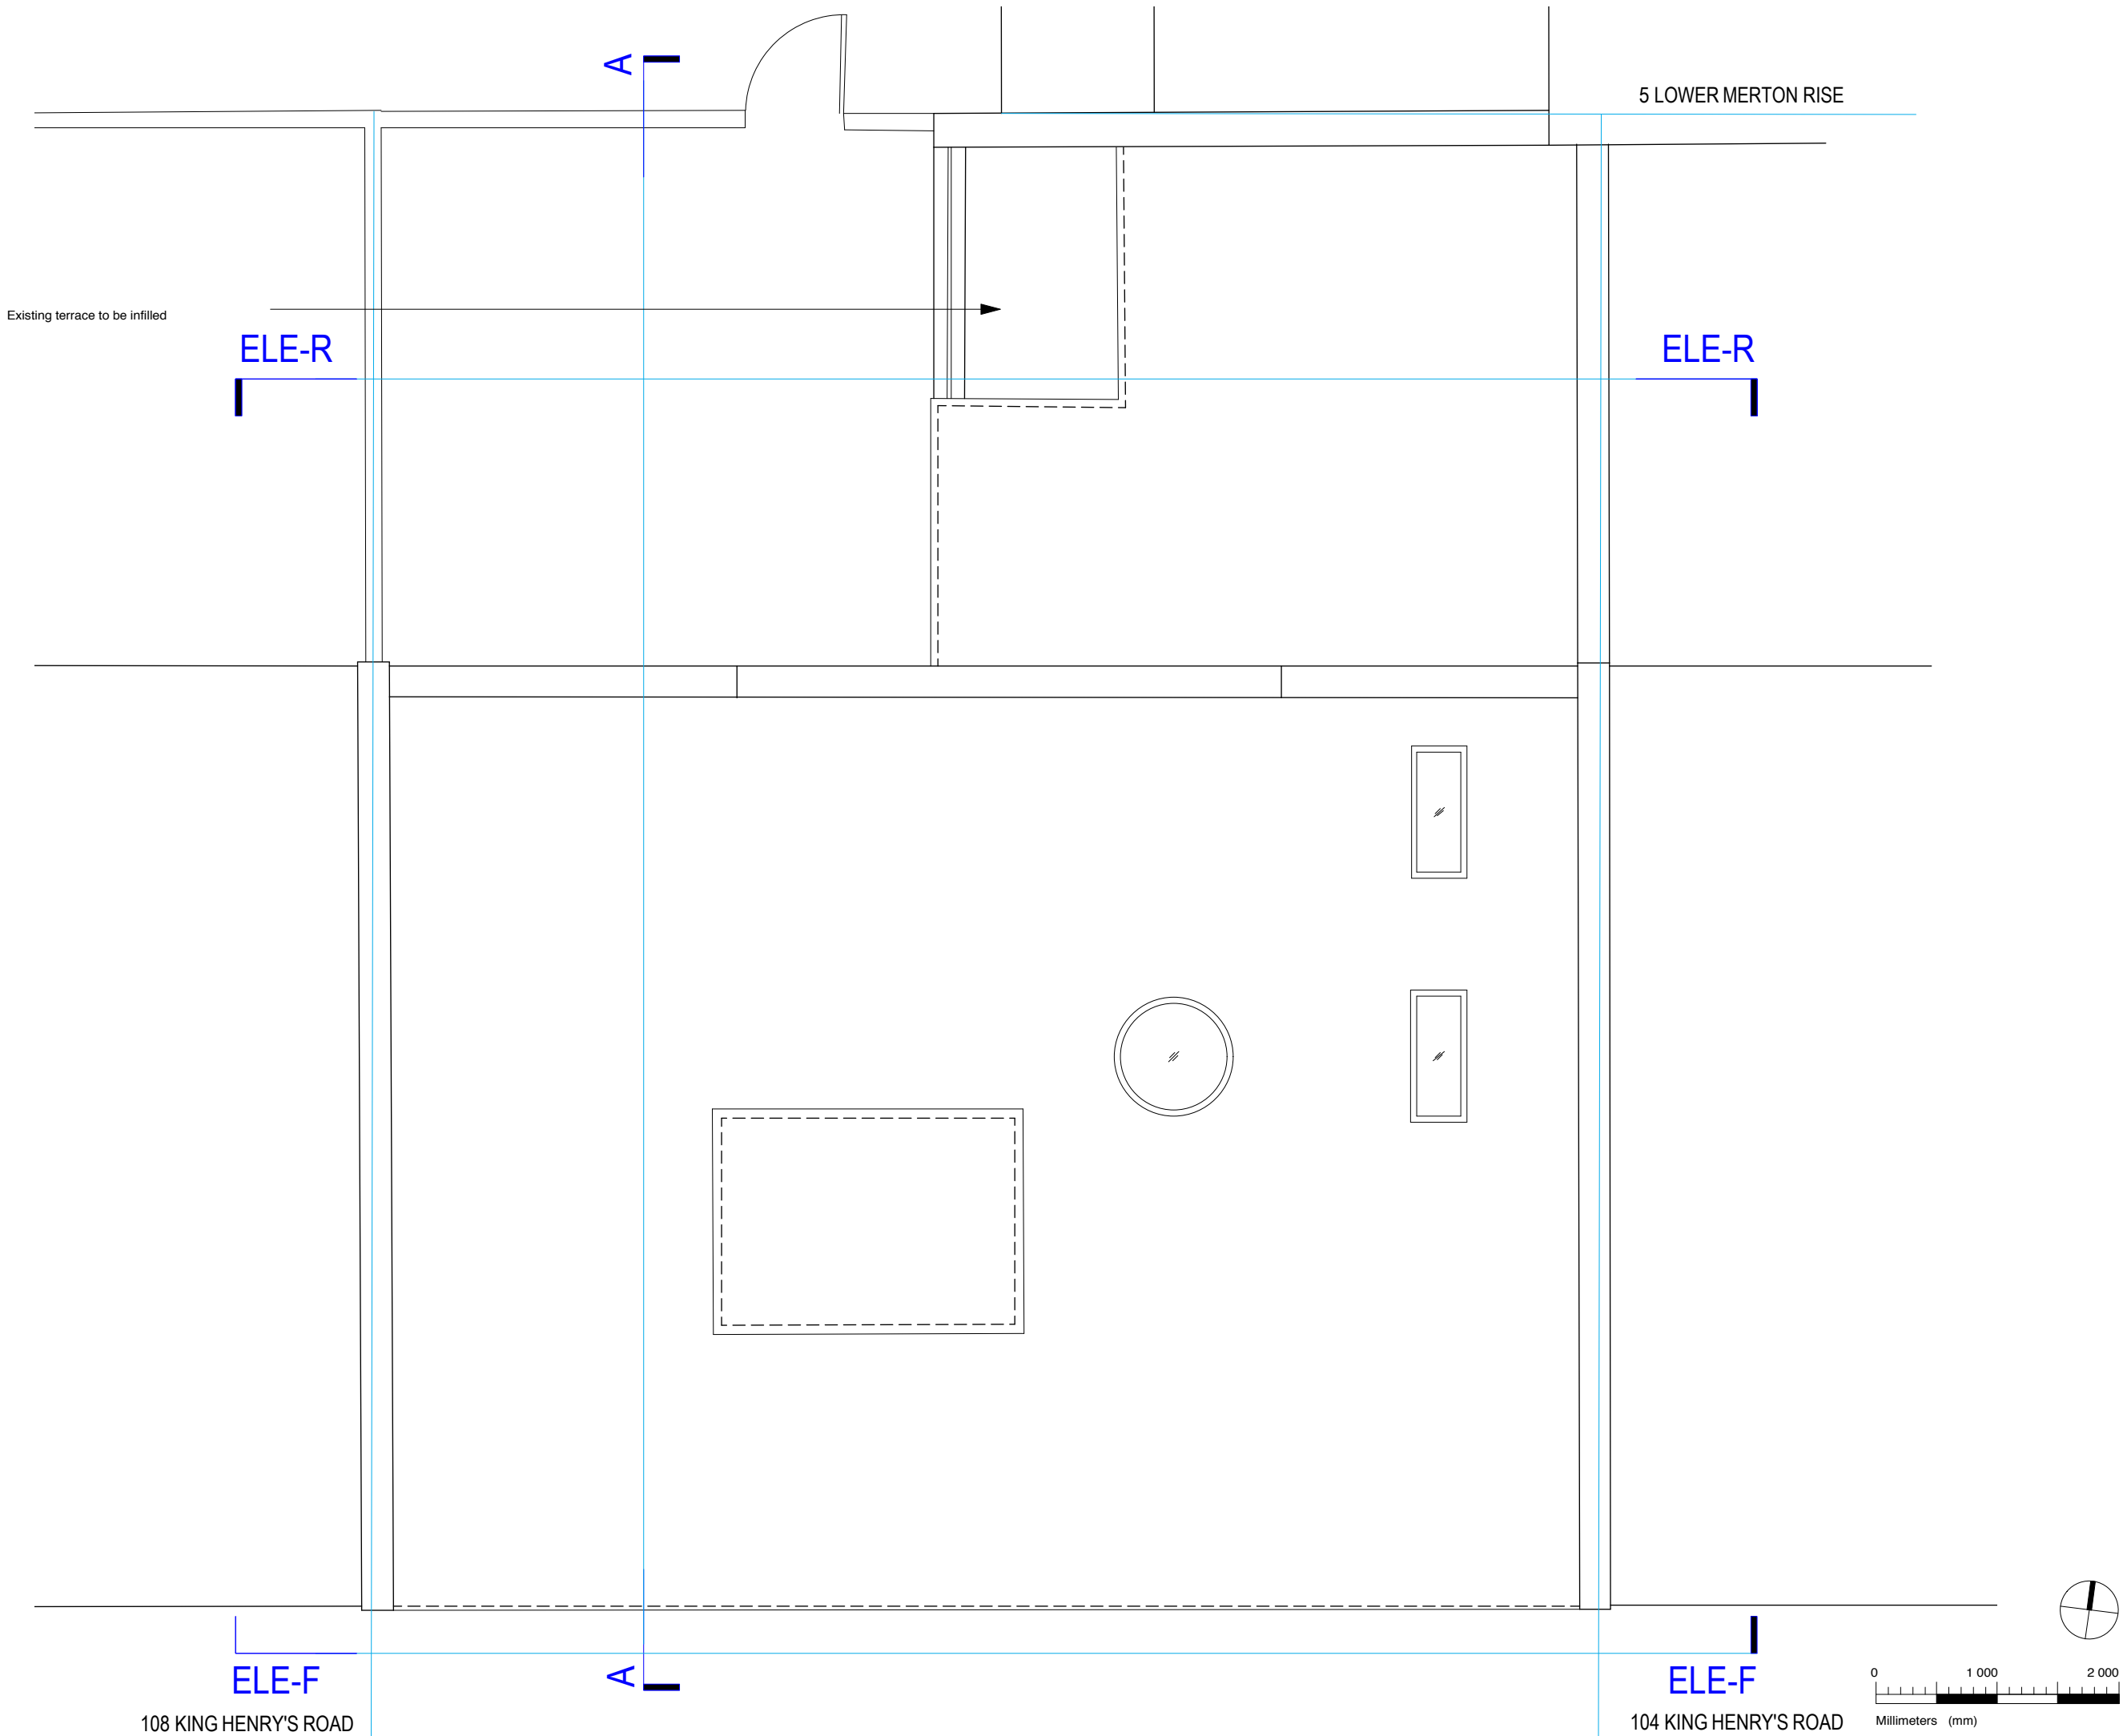 A
5 LOWER MERTON RISE
Existing terrace to be infilled
ELE-R
ELE-R
ELE-F
A
ELE-F
0 1 000 2 000
Millimeters (mm)
108 KING HENRY'S ROAD
104 KING HENRY'S ROAD